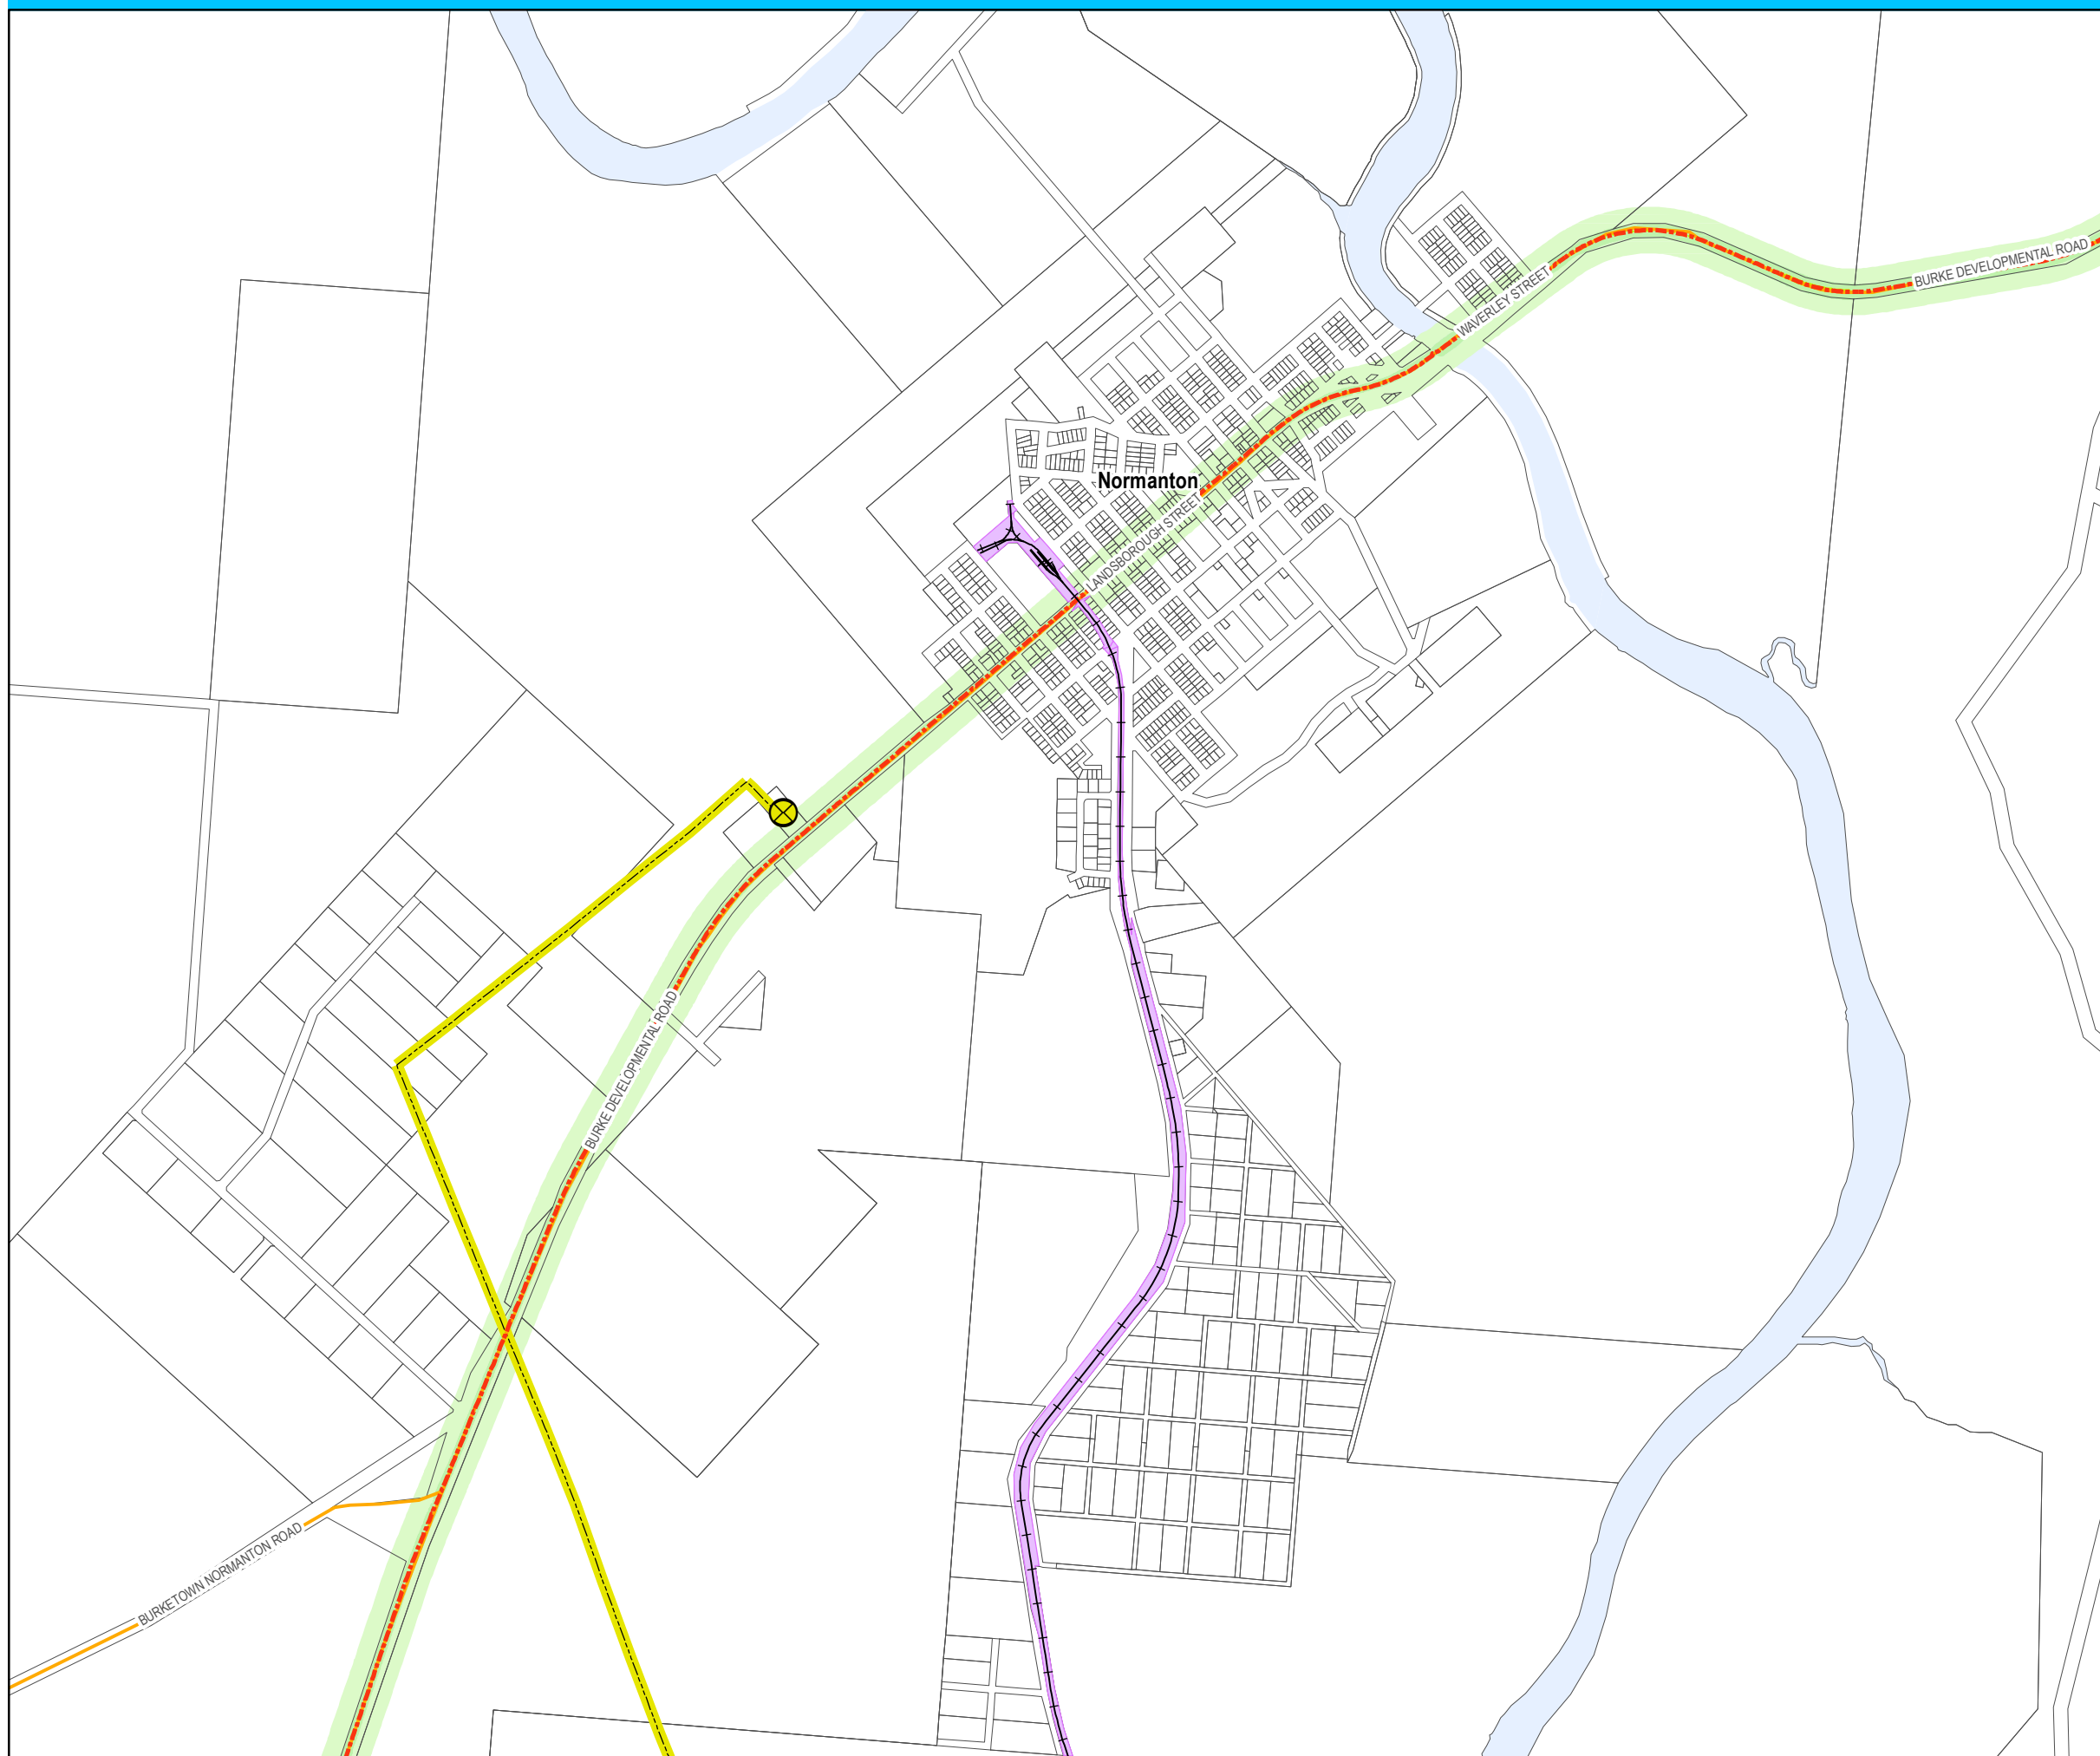 BURKE DEVELOPMENTAL ROAD
WAVERLEY STREET
Normanton
LANDSBOROUGH STREET
BURKE DEVELOPMENTAL ROAD
BURKETOWN NORMANTON ROAD